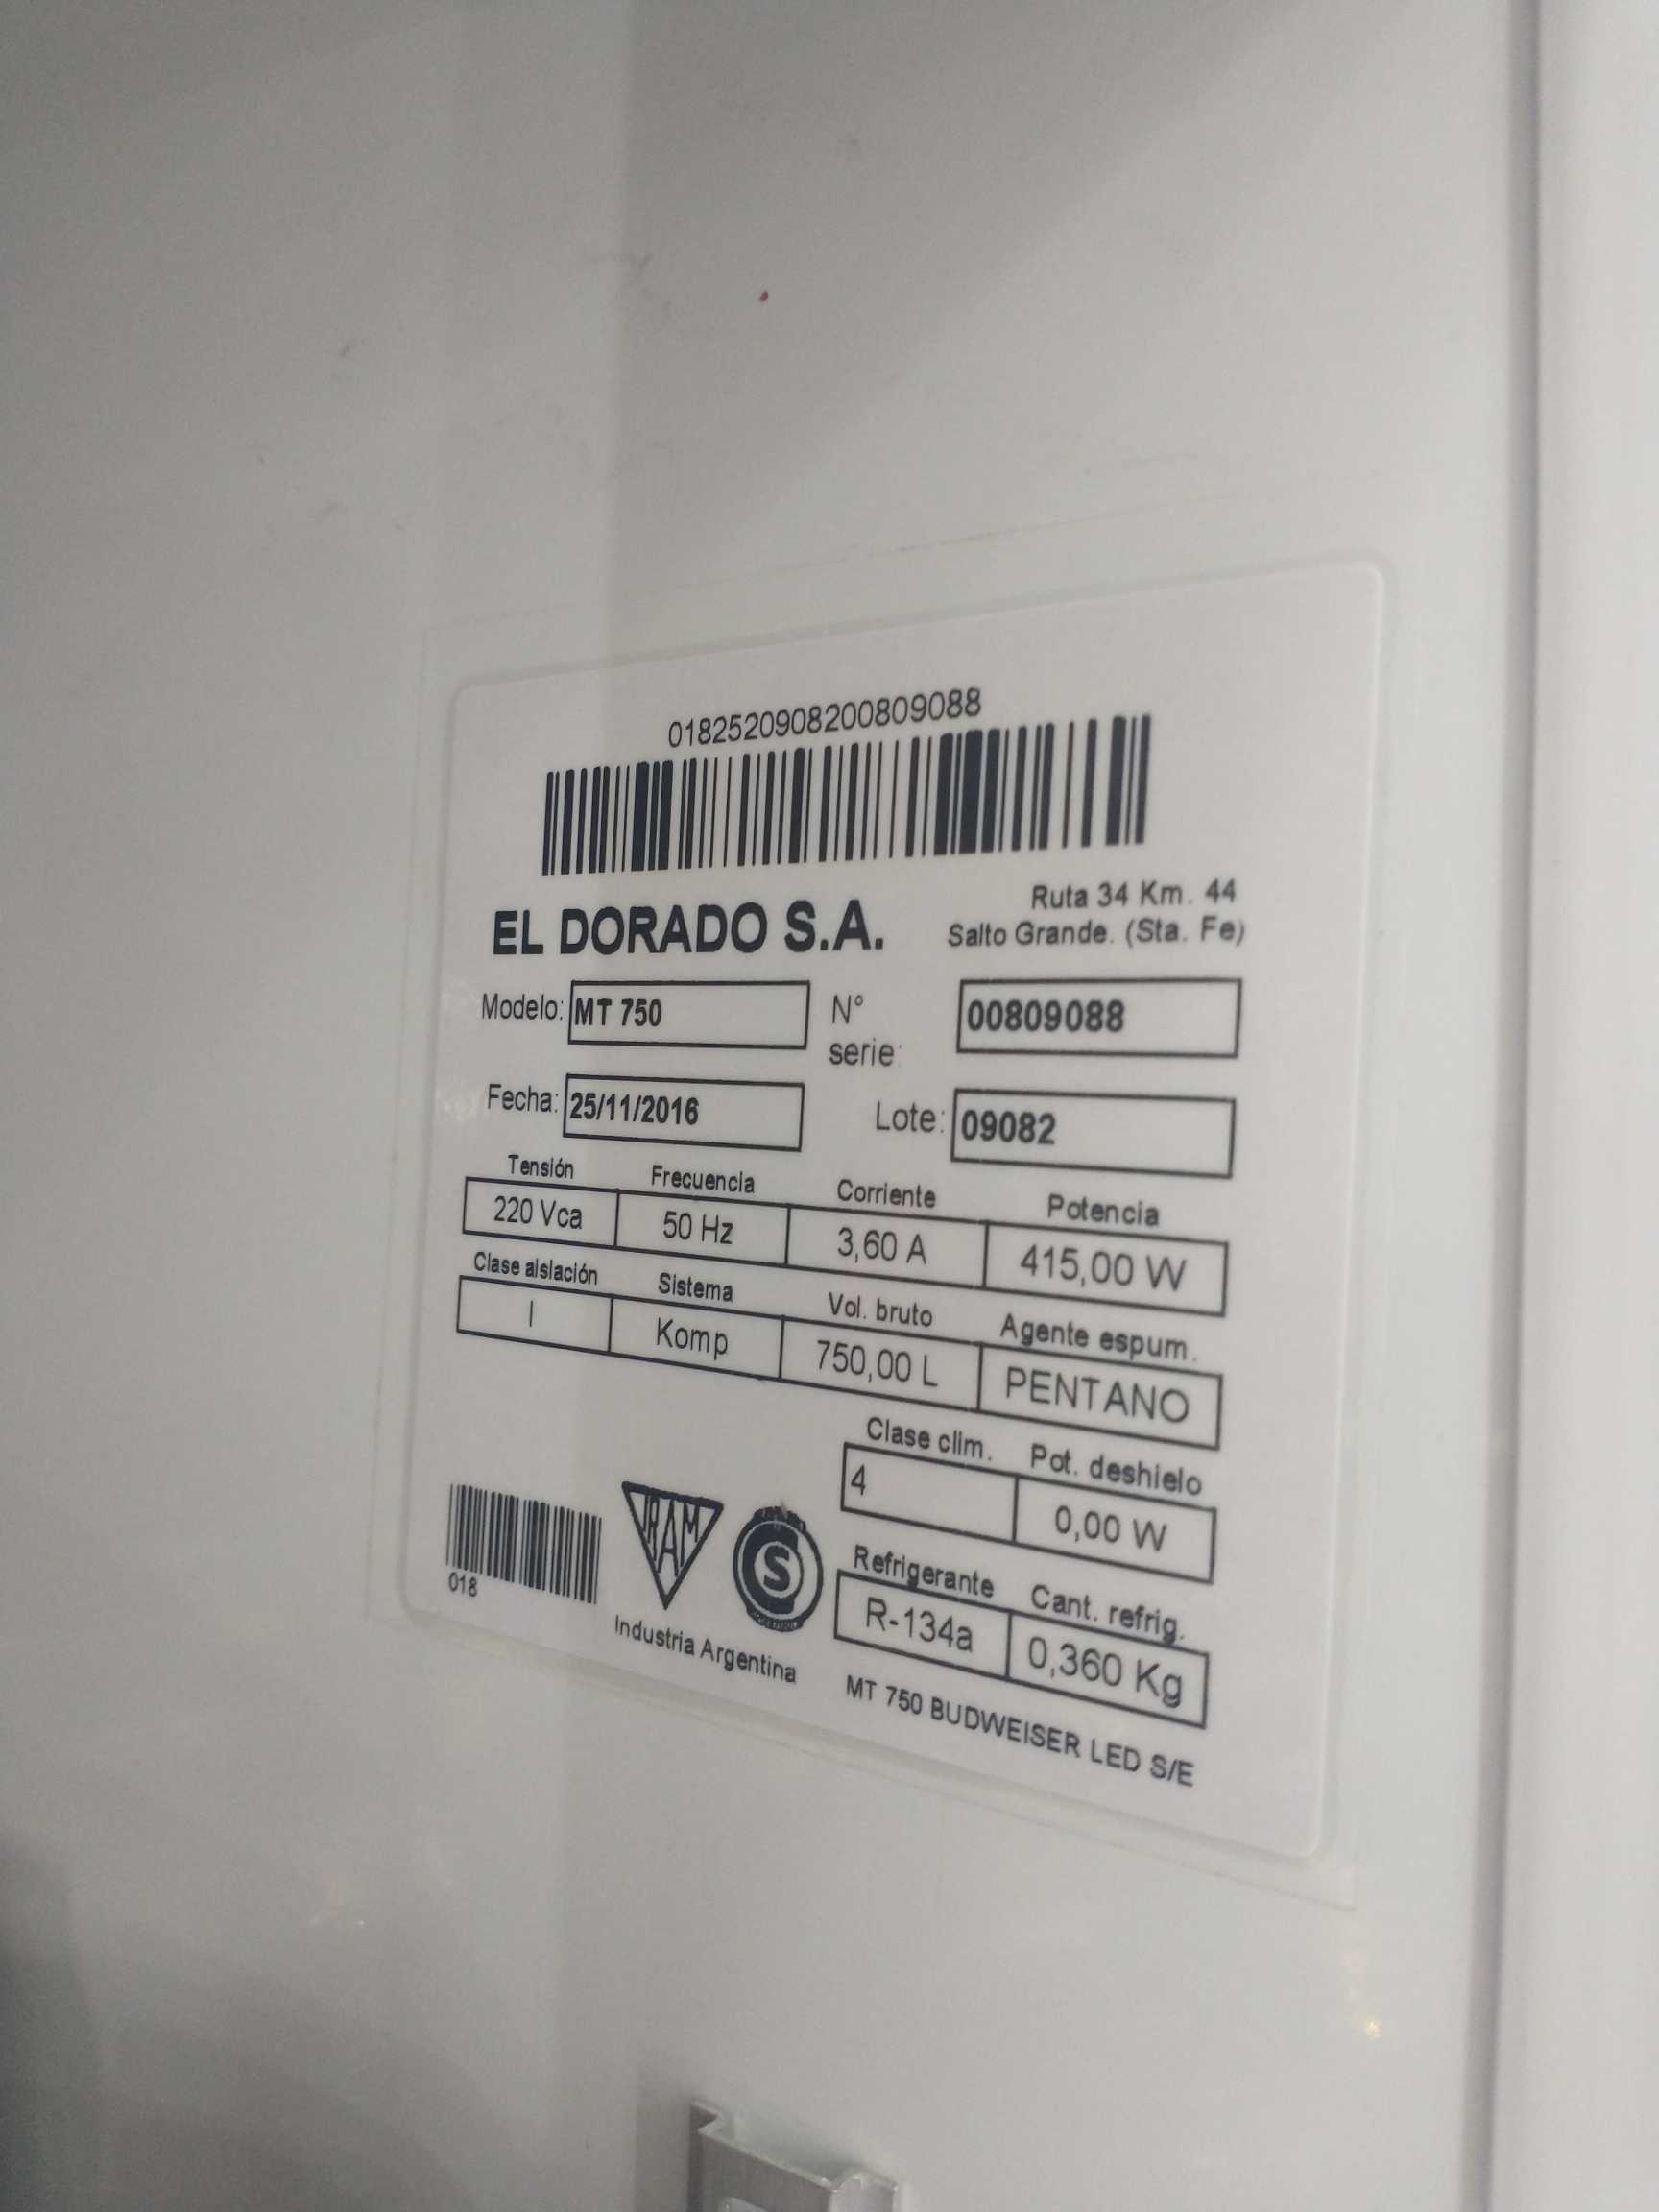 0182520908200809088
EL DORADO S.A.
Ruta 34 Km. 44
Salto Grande. (Sta. Fe)
Modelo: MT 750
N° serie: 00809088
Fecha: 25/11/2016
Lote: 09082
Tensión Frecuencia Corriente Potencia
220 Vca 50 Hz 3,60 A 415,00 W
Clase aislación Sistema Vol. bruto Agente espum.
I Komp 750,00 L PENTANO
Clase clim. Pot. deshielo
4 0,00 W
Refrigerante Cant. refrig.
R-134a 0,360 Kg
018
IRAM
S
Industria Argentina
MT 750 BUDWEISER LED S/E